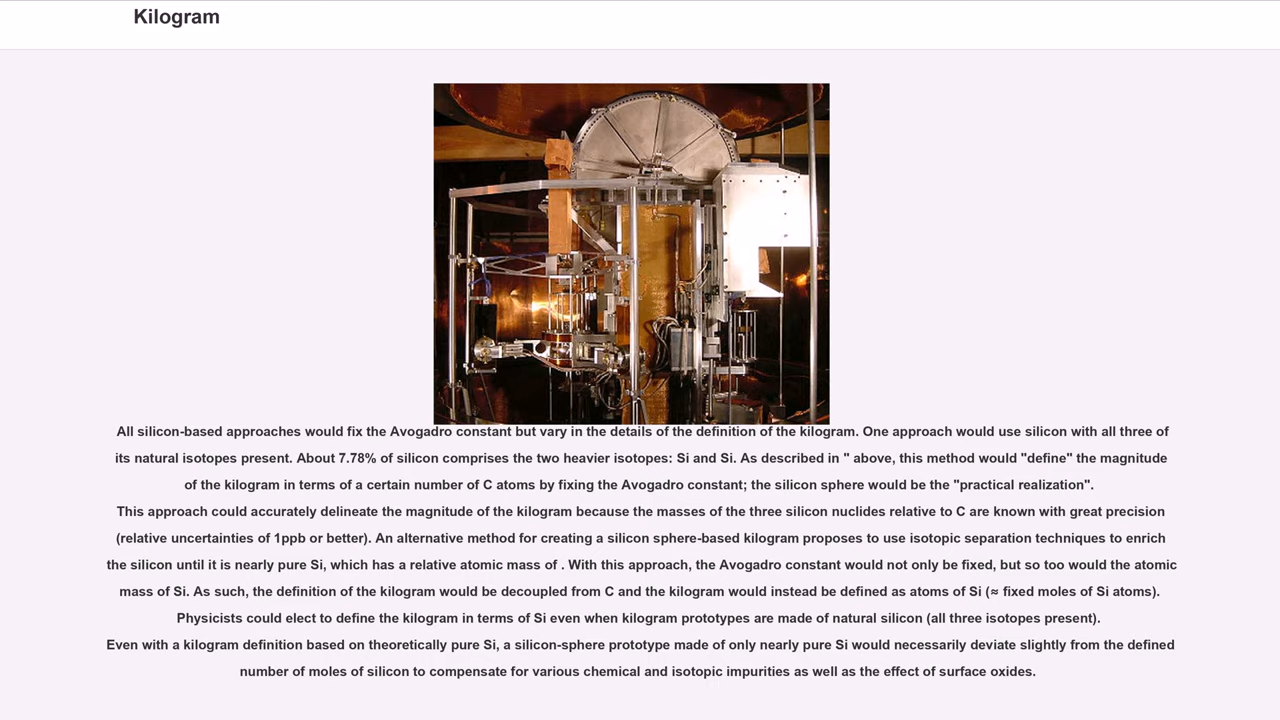 Kilogram
All silicon-based approaches would fix the Avogadro constant but vary in the details of the definition of the kilogram. One approach would use silicon with all three of
its natural isotopes present. About 7.78% of silicon comprises the two heavier isotopes: Si and Si. As described in " above, this method would "define" the magnitude
of the kilogram in terms of a certain number of C atoms by fixing the Avogadro constant; the silicon sphere would be the "practical realization".
This approach could accurately delineate the magnitude of the kilogram because the masses of the three silicon nuclides relative to C are known with great precision
(relative uncertainties of 1ppb or better). An alternative method for creating a silicon sphere-based kilogram proposes to use isotopic separation techniques to enrich
the silicon until it is nearly pure Si, which has a relative atomic mass of . With this approach, the Avogadro constant would not only be fixed, but so too would the atomic
mass of Si. As such, the definition of the kilogram would be decoupled from C and the kilogram would instead be defined as atoms of Si (≈ fixed moles of Si atoms).
Physicists could elect to define the kilogram in terms of Si even when kilogram prototypes are made of natural silicon (all three isotopes present).
Even with a kilogram definition based on theoretically pure Si, a silicon-sphere prototype made of only nearly pure Si would necessarily deviate slightly from the defined
number of moles of silicon to compensate for various chemical and isotopic impurities as well as the effect of surface oxides.